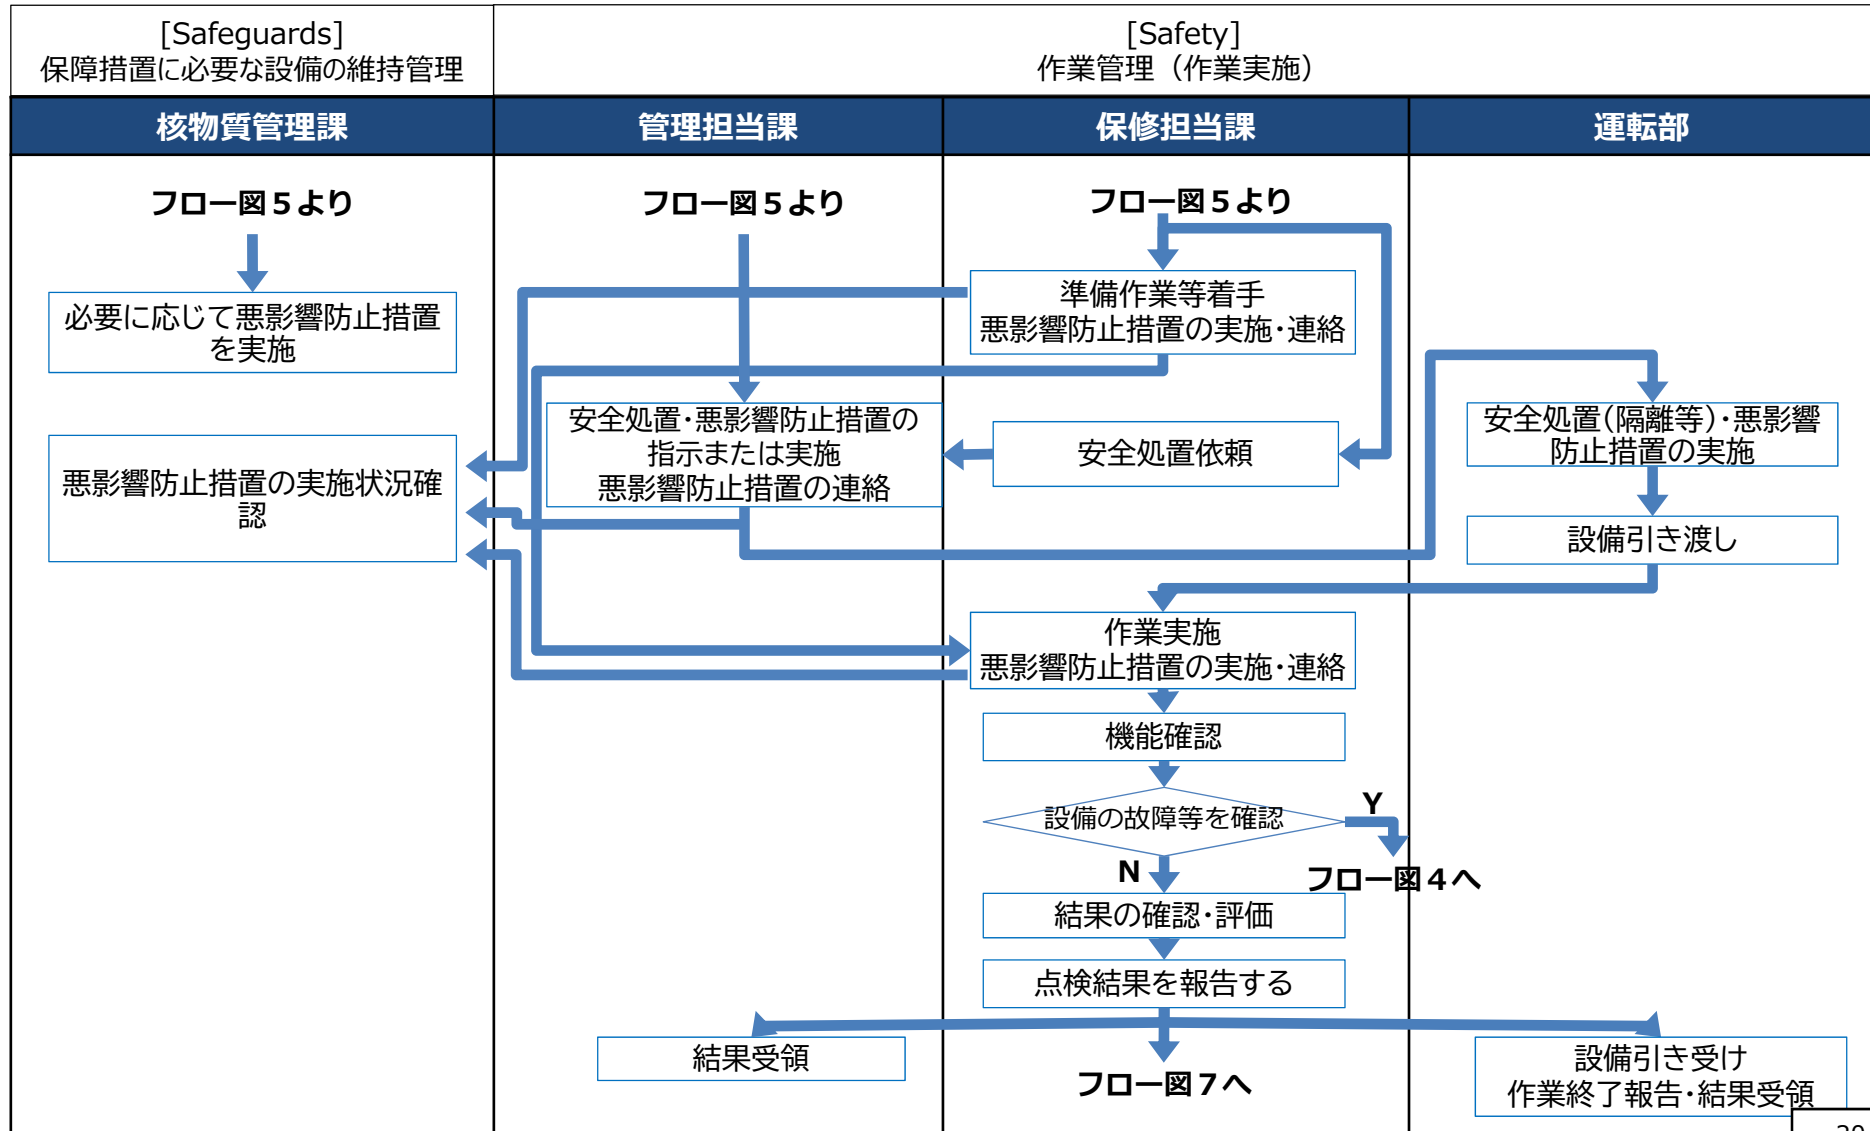 [Safeguards]
保障措置に必要な設備の維持管理
[Safety]
作業管理（作業実施）
核物質管理課
管理担当課
保修担当課
運転部
フロー図５より
フロー図５より
フロー図５より
必要に応じて悪影響防止措置
を実施
準備作業等着手
悪影響防止措置の実施・連絡
安全処置・悪影響防止措置の
指示または実施
悪影響防止措置の連絡
安全処置依頼
安全処置（隔離等）・悪影響
防止措置の実施
悪影響防止措置の実施状況確
認
設備引き渡し
作業実施
悪影響防止措置の実施・連絡
機能確認
設備の故障等を確認
Y
N
フロー図４へ
結果の確認・評価
点検結果を報告する
結果受領
フロー図７へ
設備引き受け
作業終了報告・結果受領